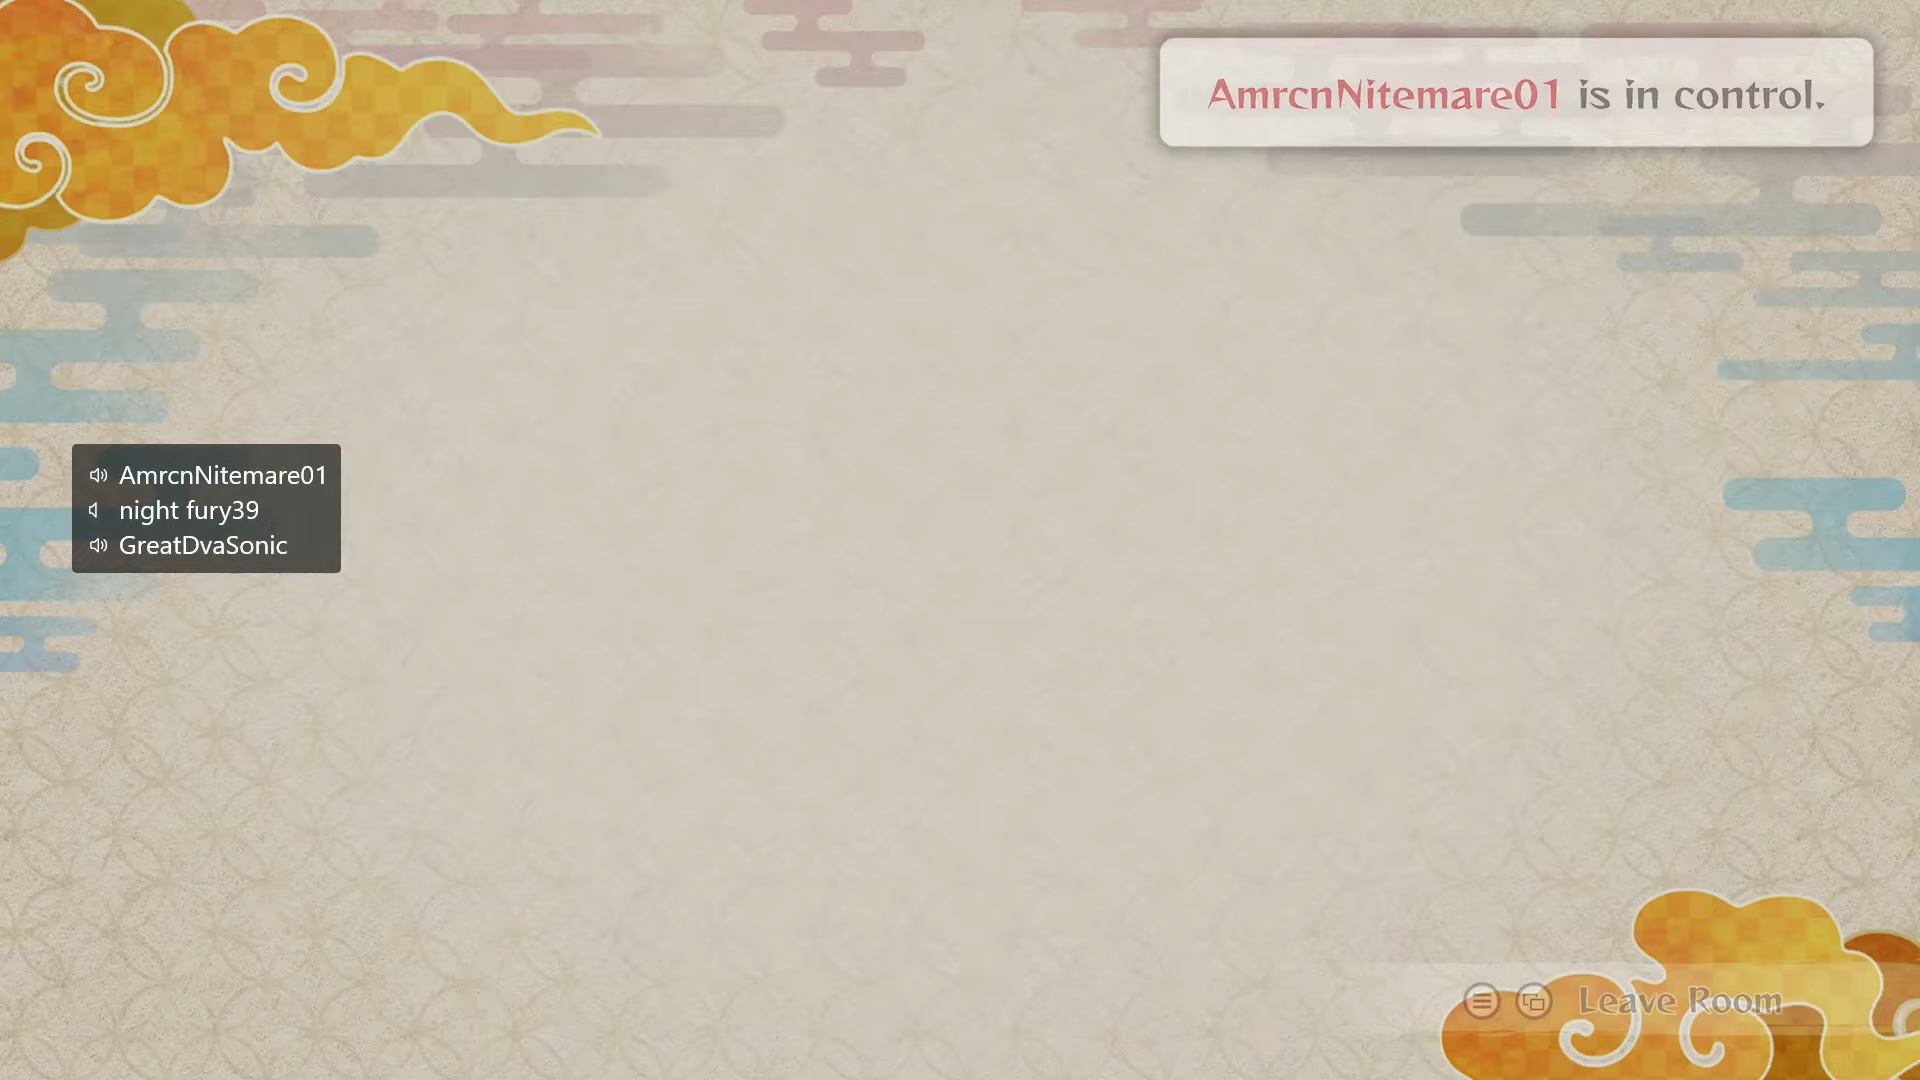 AmrcnNitemare01 is in control.
AmrcnNitemare01
night fury39
GreatDvaSonic
Leave Room